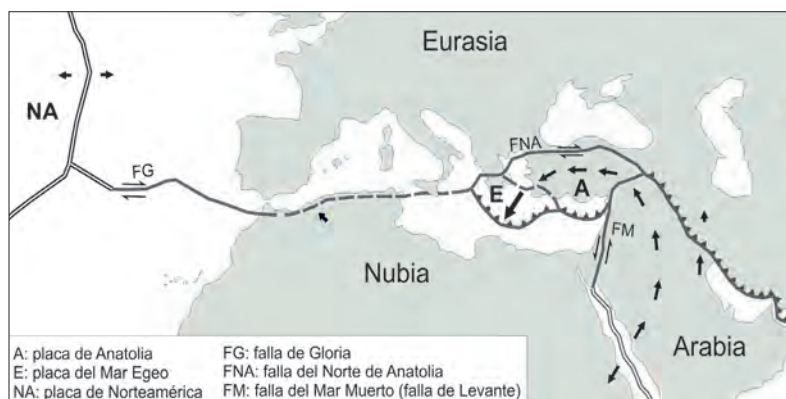 Eurasia
NA
FG
FNA
E
A
FM
Nubia
Arabia
A: placa de Anatolia
E: placa del Mar Egeo
NA: placa de Norteamérica
FG: falla de Gloria
FNA: falla del Norte de Anatolia
FM: falla del Mar Muerto (falla de Levante)